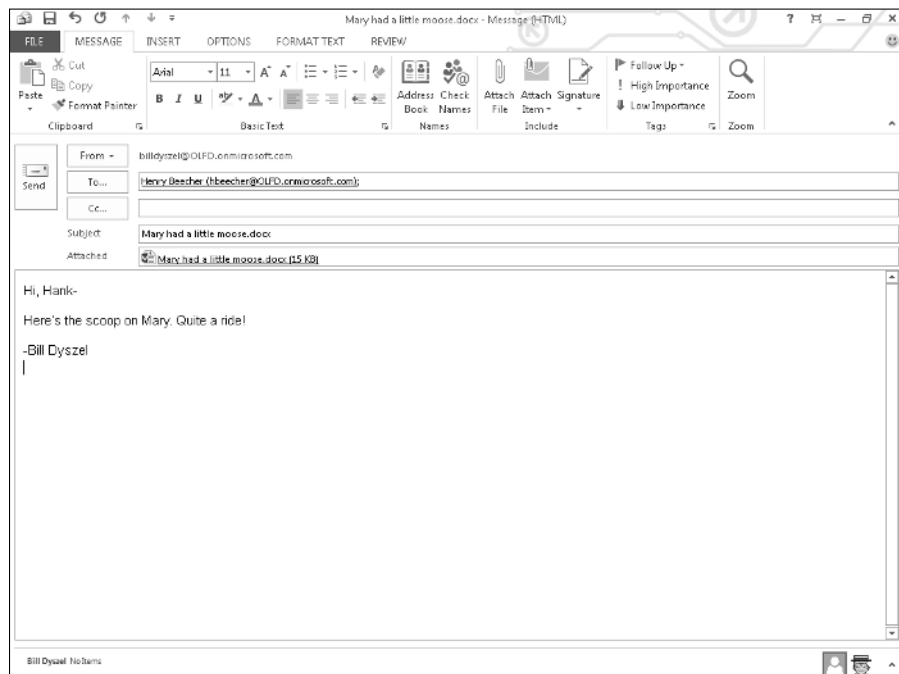 Mary had a little moose.docx - Message (HTML)
FILE MESSAGE INSERT OPTIONS FORMAT TEXT REVIEW
Cut
Copy
Format Painter
Paste
Clipboard
Arial 11
B I U
Basic Text
Address Book
Check Names
Names
Attach File
Attach Item
Signature
Include
Follow Up
High Importance
Low Importance
Tags
Zoom
Zoom
Send
From billdyszel@OLFD.onmicrosoft.com
To... Henry Beecher (hbeecher@OLFD.onmicrosoft.com);
Cc...
Subject Mary had a little moose.docx
Attached Mary had a little moose.docx (15 KB)
Hi, Hank-
Here's the scoop on Mary. Quite a ride!
-Bill Dyszel
Bill Dyszel No Items